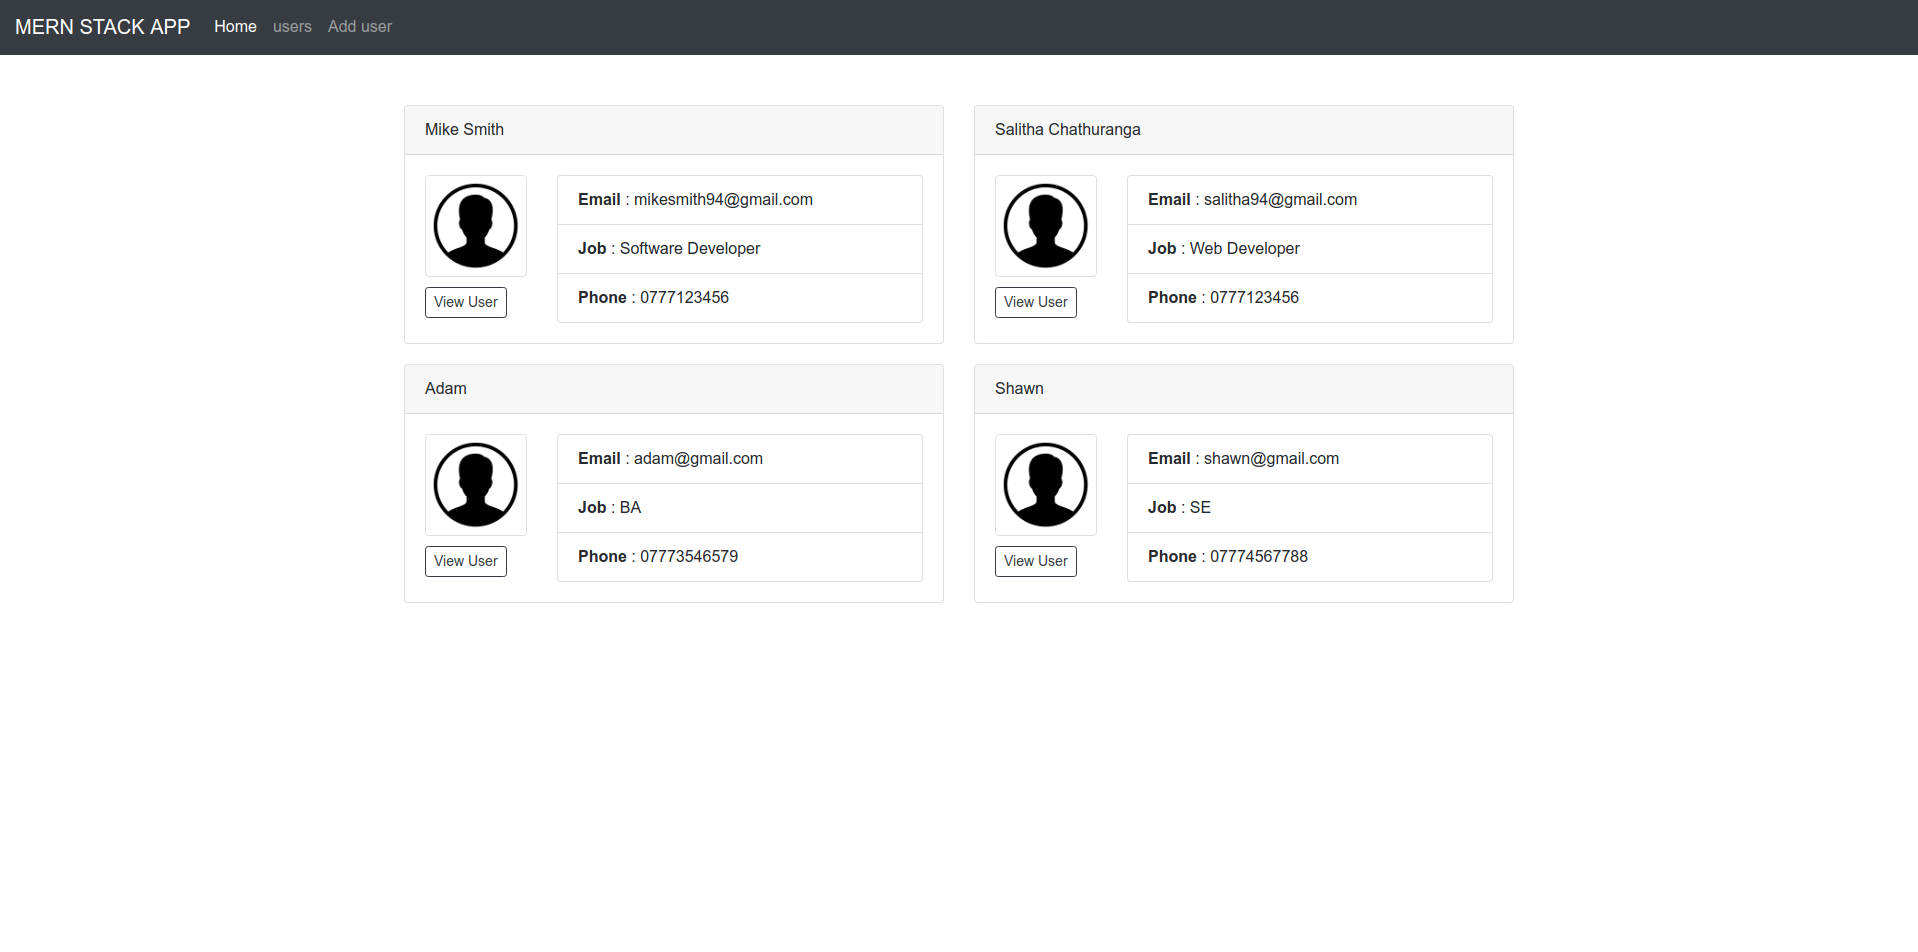 MERN STACK APP Home users Add user
Mike Smith
Email : mikesmith94@gmail.com
Job : Software Developer
Phone : 0777123456
View User
Salitha Chathuranga
Email : salitha94@gmail.com
Job : Web Developer
Phone : 0777123456
View User
Adam
Email : adam@gmail.com
Job : BA
Phone : 07773546579
View User
Shawn
Email : shawn@gmail.com
Job : SE
Phone : 07774567788
View User